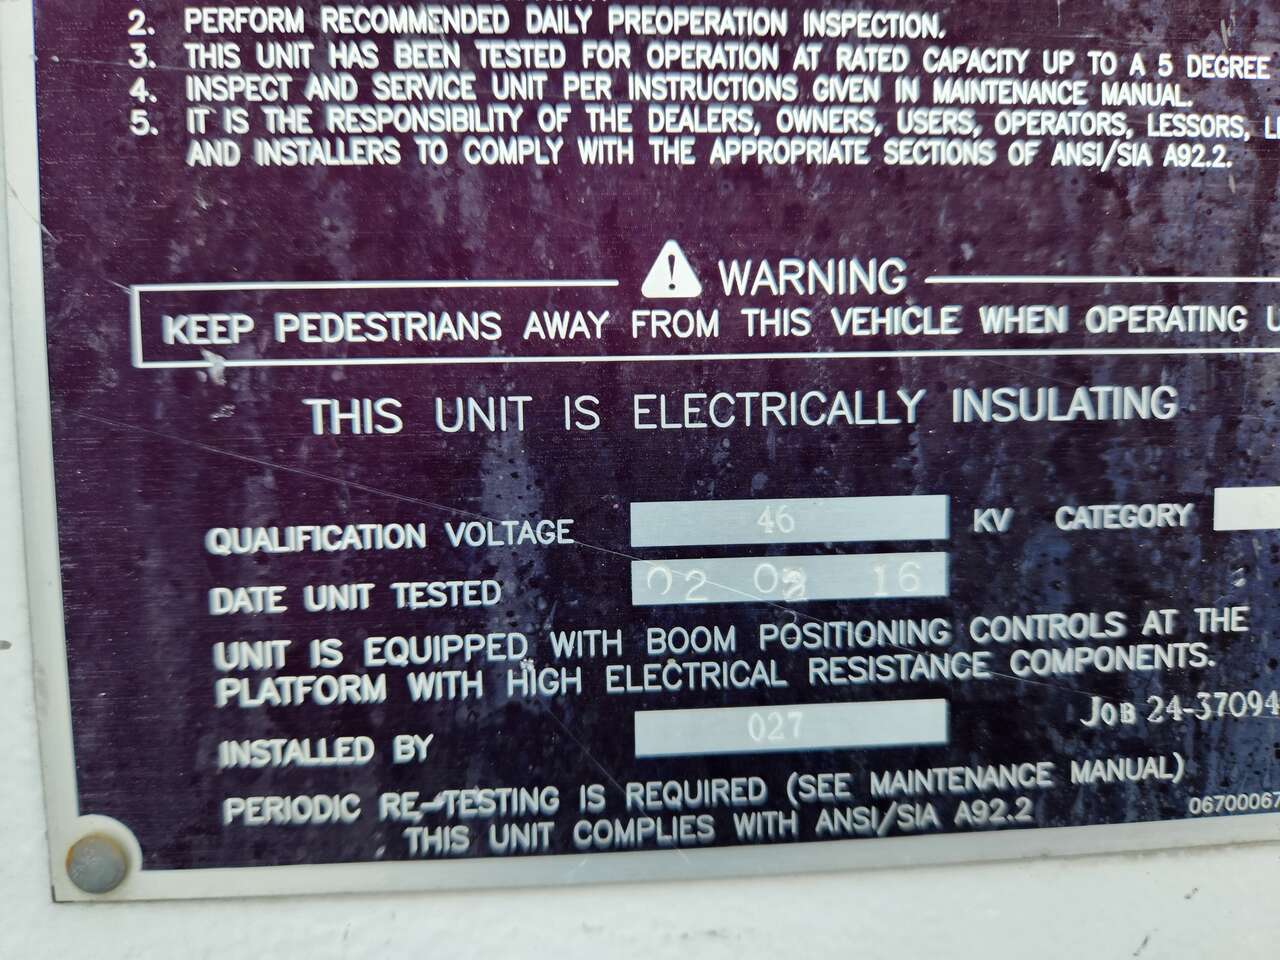 2. PERFORM RECOMMENDED DAILY PREOPERATION INSPECTION.
3. THIS UNIT HAS BEEN TESTED FOR OPERATION AT RATED CAPACITY UP TO A 5 DEGREE
4. INSPECT AND SERVICE UNIT PER INSTRUCTIONS GIVEN IN MAINTENANCE MANUAL.
5. IT IS THE RESPONSIBILITY OF THE DEALERS, OWNERS, USERS, OPERATORS, LESSORS,
AND INSTALLERS TO COMPLY WITH THE APPROPRIATE SECTIONS OF ANSI/SIA A92.2.
WARNING
KEEP PEDESTRIANS AWAY FROM THIS VEHICLE WHEN OPERATING
THIS UNIT IS ELECTRICALLY INSULATING
QUALIFICATION VOLTAGE 46 KV CATEGORY
DATE UNIT TESTED 02 16
UNIT IS EQUIPPED WITH BOOM POSITIONING CONTROLS AT THE
PLATFORM WITH HIGH ELECTRICAL RESISTANCE COMPONENTS.
JOB 24-37094
INSTALLED BY 027
PERIODIC RE-TESTING IS REQUIRED (SEE MAINTENANCE MANUAL)
06700067
THIS UNIT COMPLIES WITH ANSI/SIA A92.2